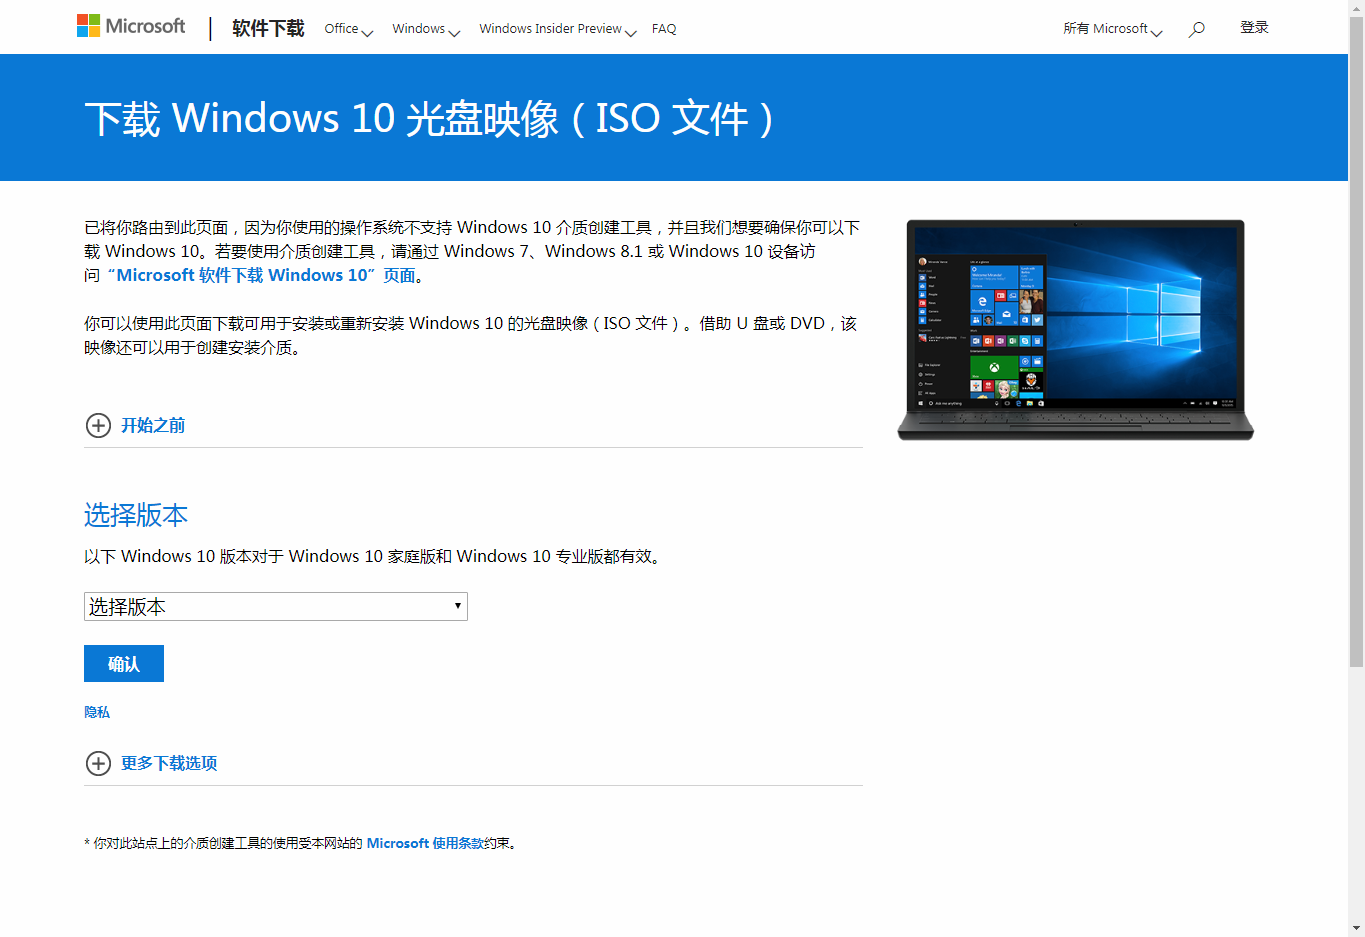 Microsoft 软件下载 Office Windows Windows Insider Preview FAQ 所有 Microsoft 登录
下载 Windows 10 光盘映像（ISO 文件）
已将你路由到此页面，因为你使用的操作系统不支持 Windows 10 介质创建工具，并且我们想要确保你可以下
载 Windows 10。若要使用介质创建工具，请通过 Windows 7、Windows 8.1 或 Windows 10 设备访
问“Microsoft 软件下载 Windows 10”页面。
你可以使用此页面下载可用于安装或重新安装 Windows 10 的光盘映像（ISO 文件）。借助 U 盘或 DVD，该
映像还可以用于创建安装介质。
开始之前
选择版本
以下 Windows 10 版本对于 Windows 10 家庭版和 Windows 10 专业版都有效。
选择版本
确认
隐私
更多下载选项
* 你对此站点上的介质创建工具的使用受本网站的 Microsoft 使用条款约束。